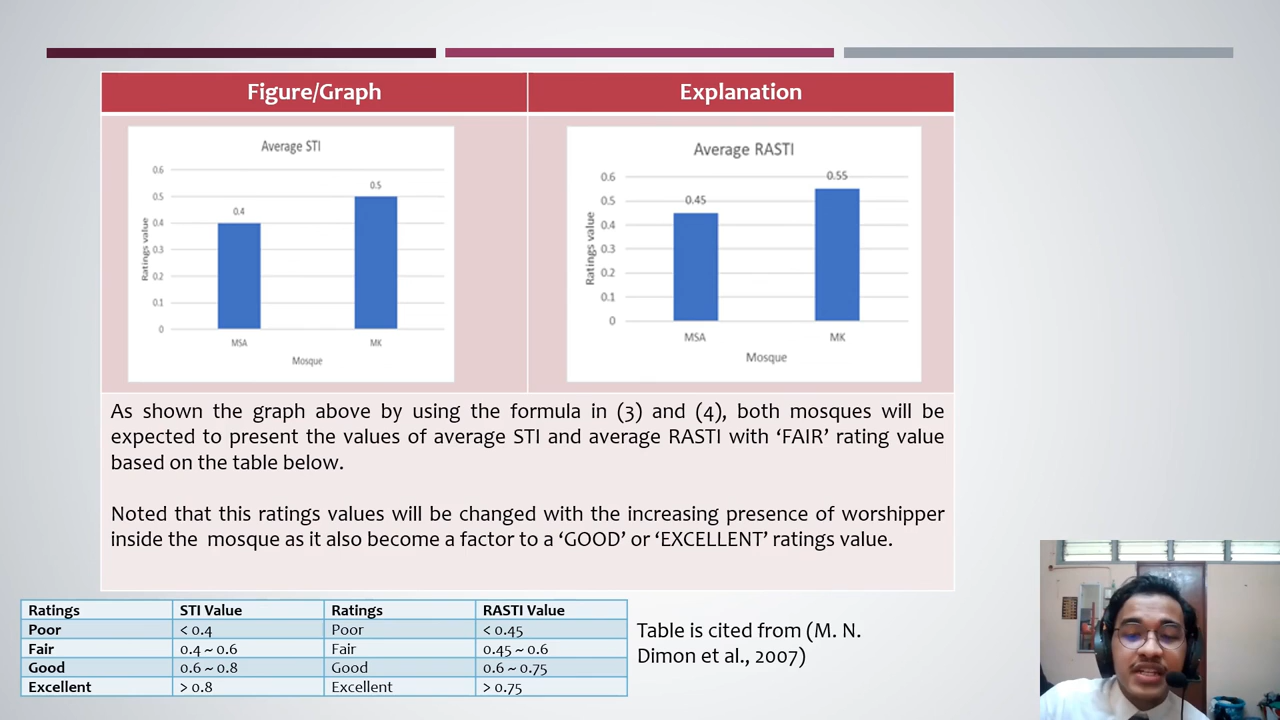 Figure/Graph
Explanation
Average STI
0.6
0.5
0.4
0.3
0.2
0.1
0
Ratings value
0.4
0.5
MSA
MK
Mosque
Average RASTI
0.6
0.5
0.4
0.3
0.2
0.1
0
Ratings value
0.45
0.55
MSA
MK
Mosque
As shown the graph above by using the formula in (3) and (4), both mosques will be
expected to present the values of average STI and average RASTI with ‘FAIR’ rating value
based on the table below.
Noted that this ratings values will be changed with the increasing presence of worshipper
inside the mosque as it also become a factor to a ‘GOOD’ or ‘EXCELLENT’ ratings value.
Ratings STI Value Ratings RASTI Value
Poor < 0.4 Poor < 0.45
Fair 0.4 ~ 0.6 Fair 0.45 ~ 0.6
Good 0.6 ~ 0.8 Good 0.6 ~ 0.75
Excellent > 0.8 Excellent > 0.75
Table is cited from (M. N.
Dimon et al., 2007)